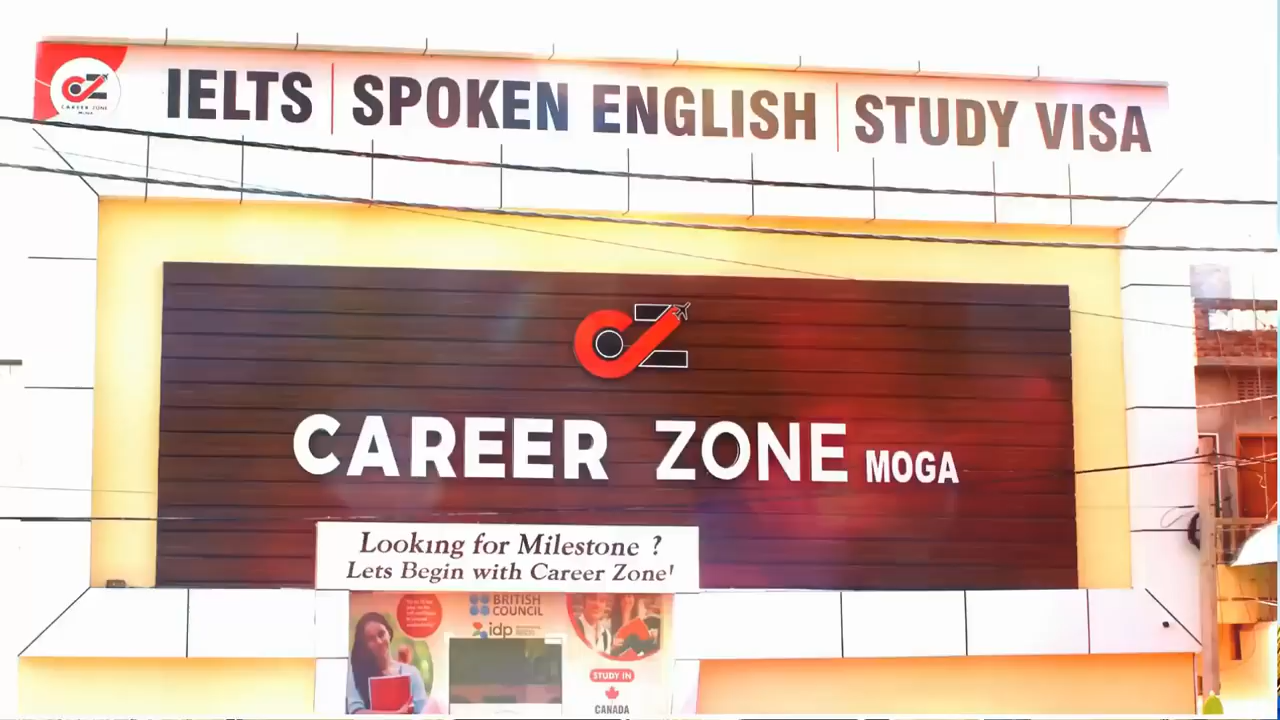 IELTS | SPOKEN ENGLISH | STUDY VISA
CAREER ZONE
MOGA
CAREER ZONE MOGA
Looking for Milestone ?
Lets Begin with Career Zone!
BRITISH
COUNCIL
idp
STUDY IN
CANADA